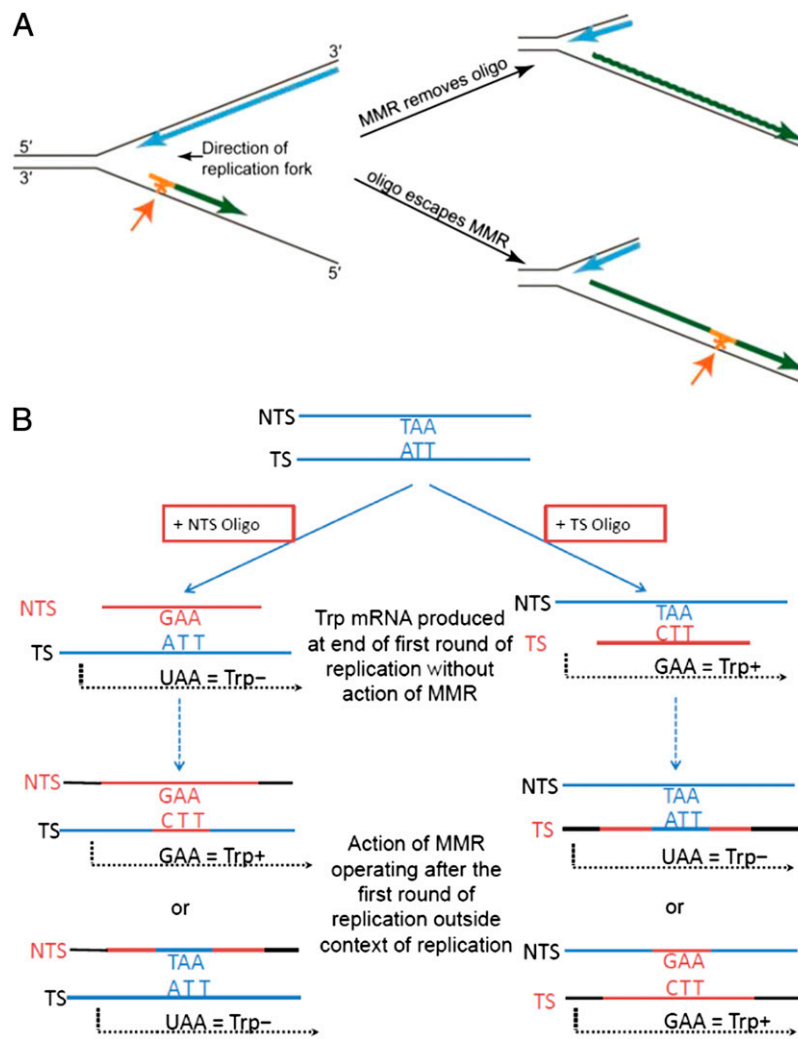 A
3′
MMR removes oligo
5′
3′
Direction of
replication fork
oligo escapes MMR
5′
B
NTS
TAA
ATT
TS
+ NTS Oligo
+ TS Oligo
NTS
GAA
ATT
TS
UAA = Trp−
Trp mRNA produced
at end of first round of
replication without
action of MMR
NTS
TAA
CTT
TS
GAA = Trp+
NTS
GAA
CTT
TS
GAA = Trp+
or
NTS
TAA
ATT
TS
UAA = Trp−
Action of MMR
operating after the
first round of
replication outside
context of replication
NTS
TAA
ATT
TS
UAA = Trp−
or
NTS
GAA
CTT
TS
GAA = Trp+